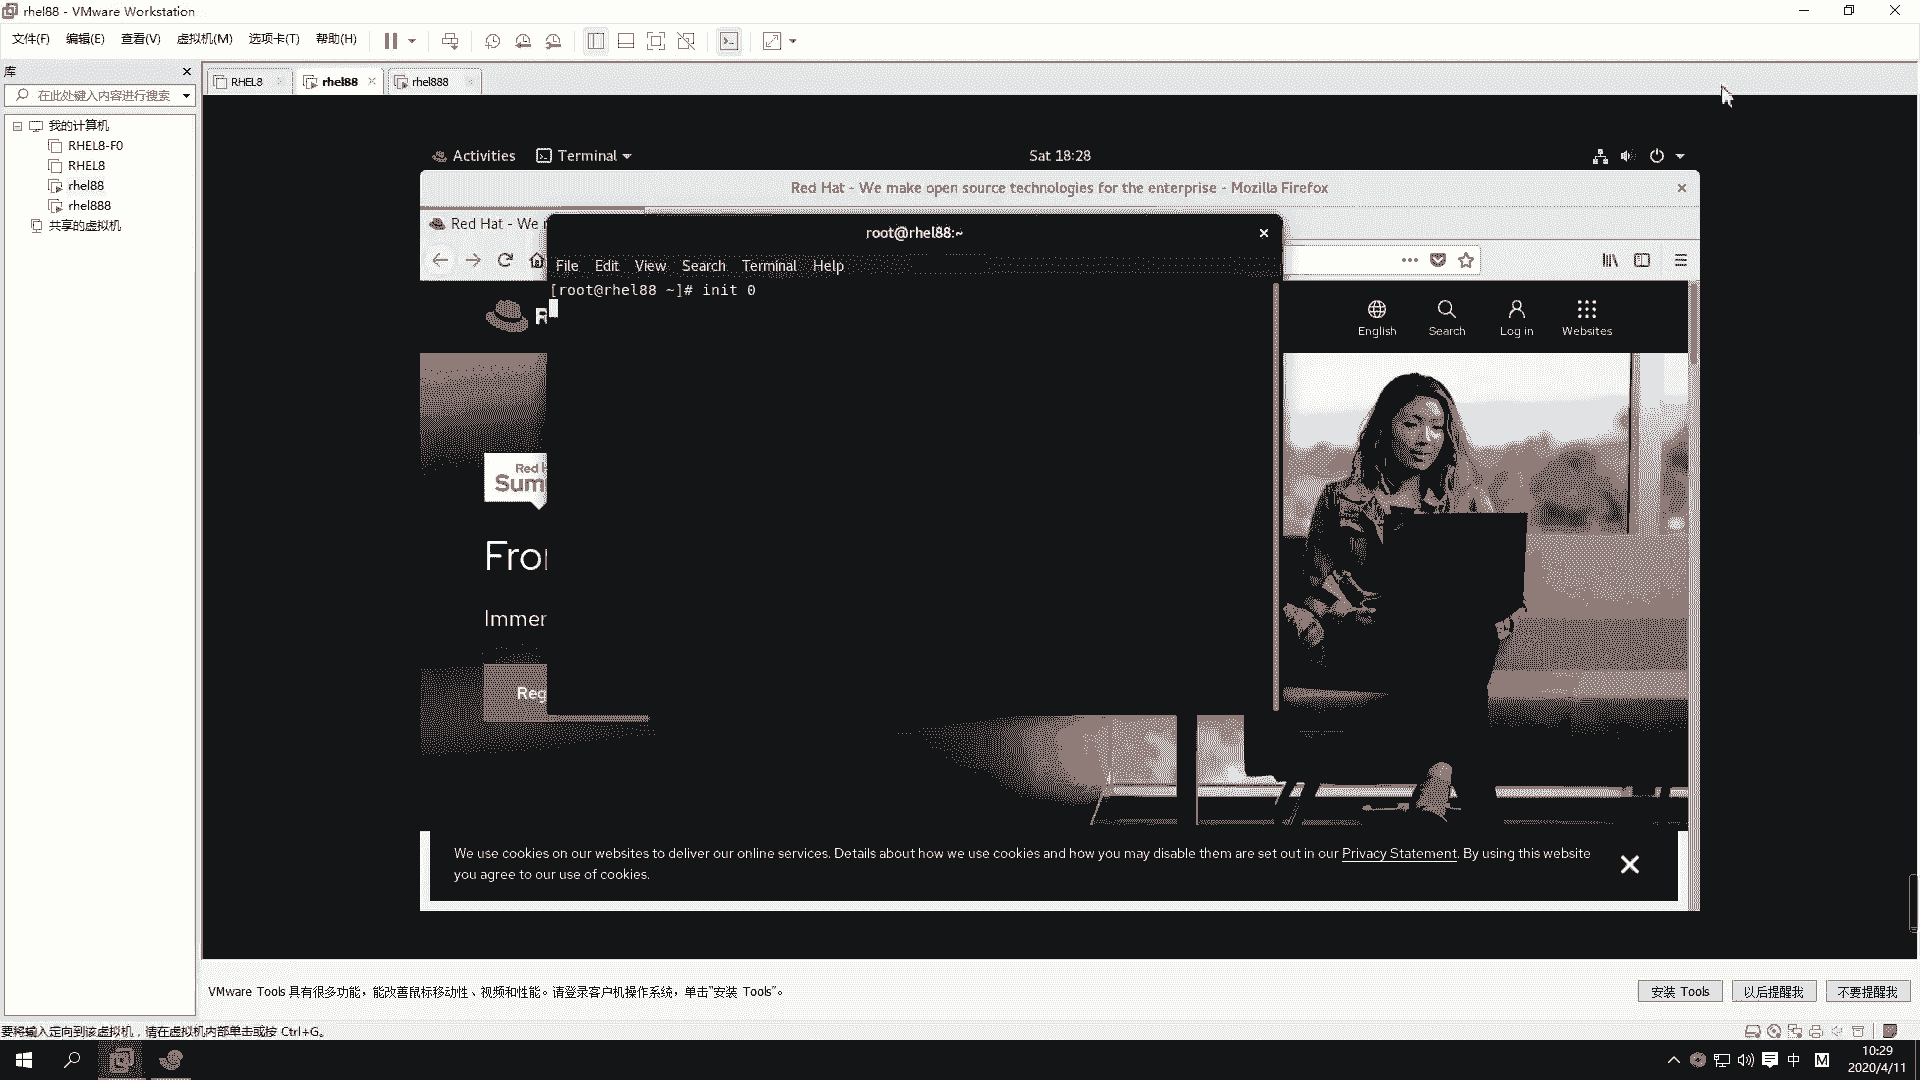 rhel88 - VMware Workstation
文件(F) 编辑(E) 查看(V) 虚拟机(M) 选项卡(T) 帮助(H)
库
在此处键入内容进行搜索
我的计算机
RHEL8-F0
RHEL8
rhel88
rhel888
共享的虚拟机
RHEL8 rhel88 rhel888
Activities Terminal Sat 18:28
Red Hat - We make open source technologies for the enterprise - Mozilla Firefox
Red Hat - We
root@rhel88:~
File Edit View Search Terminal Help
[root@rhel88 ~]# init 0
R
English Search Log in Websites
Red
Sum
Fro
Immer
Reg
We use cookies on our websites to deliver our online services. Details about how we use cookies and how you may disable them are set out in our Privacy Statement. By using this website
you agree to our use of cookies.
VMware Tools 具有很多功能，能改善鼠标移动性、视频和性能。请登录客户机操作系统，单击“安装 Tools”。
安装 Tools 以后提醒我 不要提醒我
要将输入定向到该虚拟机，请在虚拟机内部单击或按 Ctrl+G。
中 M 10:29
2020/4/11